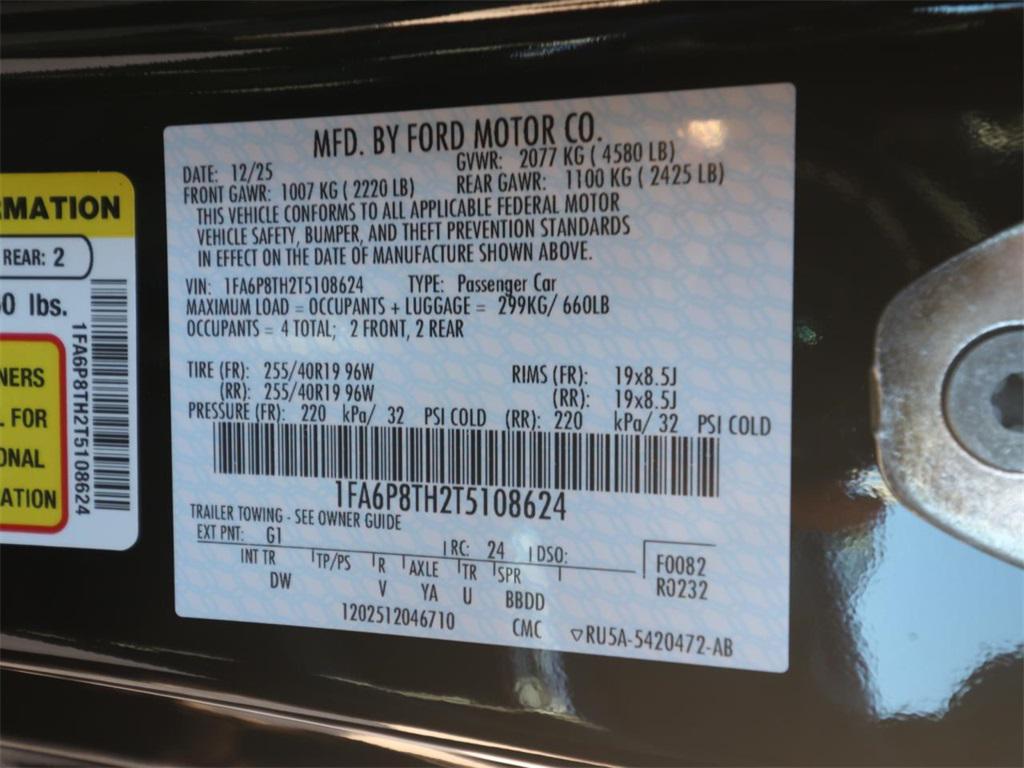 MFD. BY FORD MOTOR CO.
DATE: 12/25 GVWR: 2077 KG ( 4580 LB)
FRONT GAWR: 1007 KG ( 2220 LB) REAR GAWR: 1100 KG ( 2425 LB)
THIS VEHICLE CONFORMS TO ALL APPLICABLE FEDERAL MOTOR
VEHICLE SAFETY, BUMPER, AND THEFT PREVENTION STANDARDS
IN EFFECT ON THE DATE OF MANUFACTURE SHOWN ABOVE.
VIN: 1FA6P8TH2T5108624 TYPE: Passenger Car
MAXIMUM LOAD = OCCUPANTS + LUGGAGE = 299KG/ 660LB
OCCUPANTS = 4 TOTAL; 2 FRONT, 2 REAR
TIRE (FR): 255/40R19 96W RIMS (FR): 19x8.5J
(RR): 255/40R19 96W (RR): 19x8.5J
PRESSURE (FR): 220 kPa/ 32 PSI COLD (RR): 220 kPa/ 32 PSI COLD
1FA6P8TH2T5108624
TRAILER TOWING - SEE OWNER GUIDE
EXT PNT: G1 RC: 24 DSO: F0082
INT TR TP/PS R AXLE TR SPR R0232
DW V YA U BBDD
1202512046710 CMC ▽RU5A-5420472-AB
RMATION
REAR: 2
60 lbs.
NERS
L FOR
ONAL
ATION
1FA6P8TH2T5108624